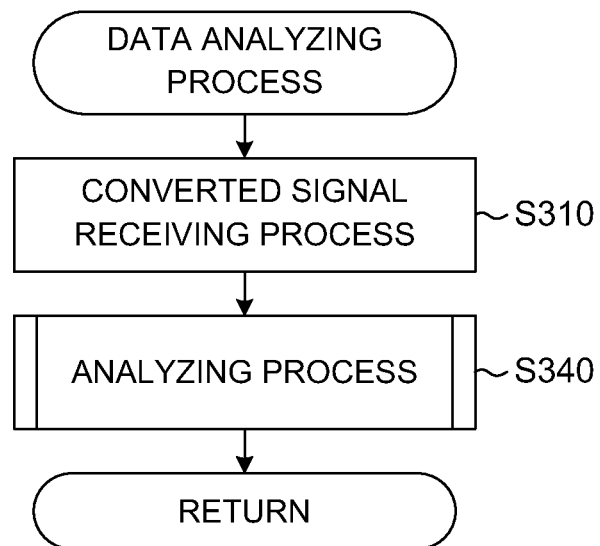 DATA ANALYZING
PROCESS
CONVERTED SIGNAL
RECEIVING PROCESS
S310
ANALYZING PROCESS
S340
RETURN